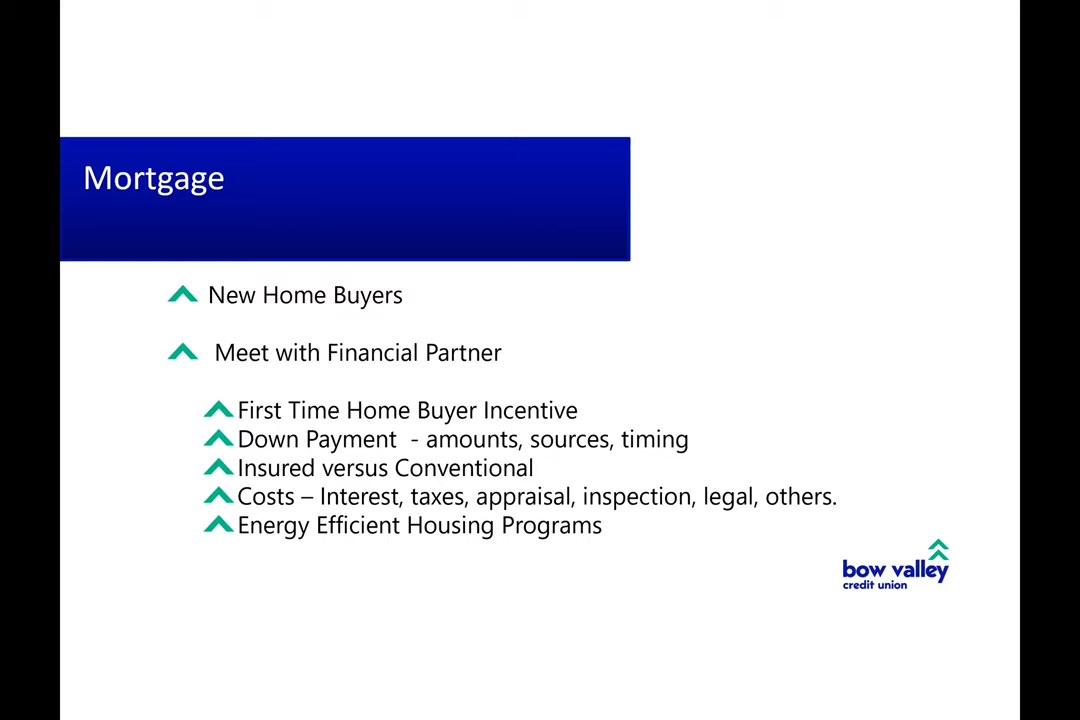 Mortgage
New Home Buyers
Meet with Financial Partner
First Time Home Buyer Incentive
Down Payment - amounts, sources, timing
Insured versus Conventional
Costs – Interest, taxes, appraisal, inspection, legal, others.
Energy Efficient Housing Programs
bow valley
credit union